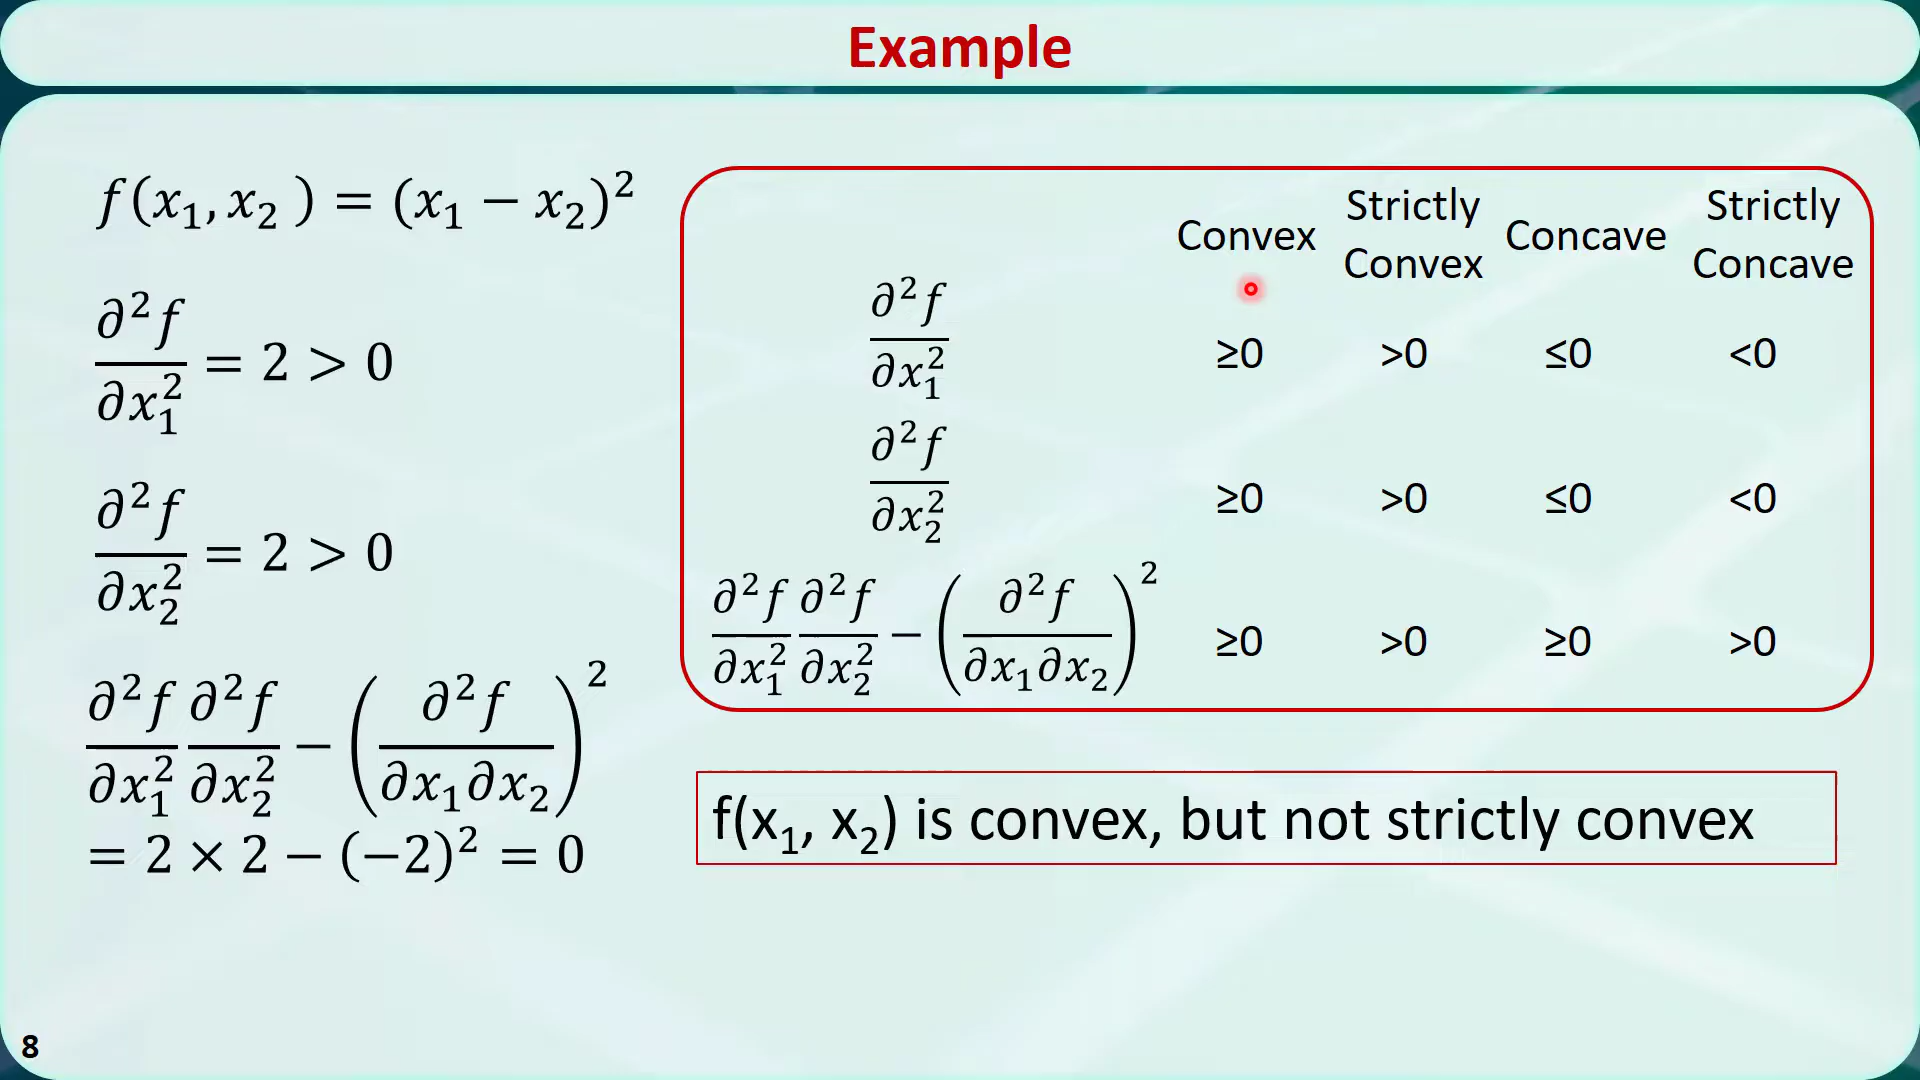 Example
f(x₁, x₂ ) = (x₁ − x₂)²
∂²f/∂x₁² = 2 > 0
∂²f/∂x₂² = 2 > 0
∂²f/∂x₁² ∂²f/∂x₂² − (∂²f/∂x₁∂x₂)²
= 2 × 2 − (−2)² = 0
Convex Strictly Convex Concave Strictly Concave
∂²f/∂x₁² ≥0 >0 ≤0 <0
∂²f/∂x₂² ≥0 >0 ≤0 <0
∂²f/∂x₁² ∂²f/∂x₂² − (∂²f/∂x₁∂x₂)² ≥0 >0 ≥0 >0
f(x₁, x₂) is convex, but not strictly convex
8